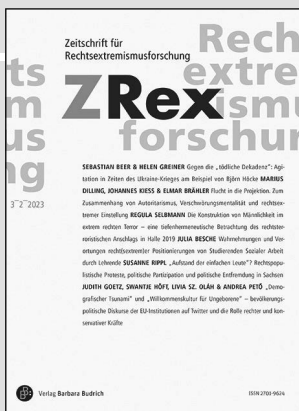 Zeitschrift für
Rechtsextremismusforschung
Rech
ts
extre
m
ZRex
ismu
us
forschur
ng
SEBASTIAN BEER & HELEN GREINER Gegen die „tödliche Dekadenz“: Agi-
tation in Zeiten des Ukraine-Krieges am Beispiel von Björn Höcke MARIUS
DILLING, JOHANNES KIESS & ELMAR BRÄHLER Flucht in die Projektion. Zum
Zusammenhang von Autoritarismus, Verschwörungsmentalität und rechtsex-
tremer Einstellung REGULA SELBMANN Die Konstruktion von Männlichkeit im
extrem rechten Terror – eine tiefenhermeneutische Betrachtung des rechtster-
roristischen Anschlags in Halle 2019 JULIA BESCHE Wahrnehmungen und Ver-
ortungen (extrem) rechter Positionierungen von Studierenden Sozialer Arbeit
durch Lehrende SUSANNE RIPPL „Aufstand der einfachen Leute“? Rechtspopu-
listische Proteste, politische Partizipation und politische Entfremdung in Sachsen
JUDITH GOETZ, SWANTJE HÖFT, LIVIA SZ. OLÁH & ANDREA PETŐ „Demo-
grafischer Tsunami“ und „Willkommenskultur für Ungeborene“ – bevölkerungs-
politische Diskurse der EU-Institutionen auf Twitter und die Rolle rechter und kon-
servativer Kräfte
3–2–2023
Verlag Barbara Budrich
ISSN 2703-9624